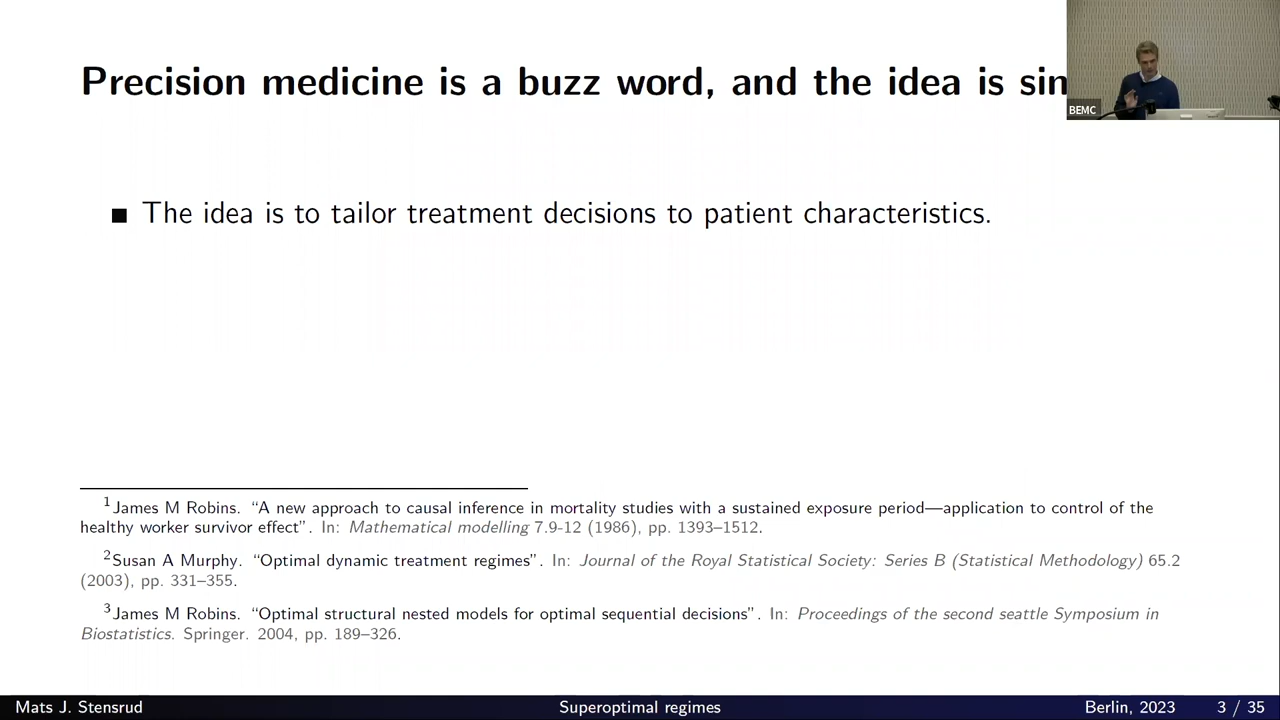 Precision medicine is a buzz word, and the idea is
BEMC
■ The idea is to tailor treatment decisions to patient characteristics.
1James M Robins. “A new approach to causal inference in mortality studies with a sustained exposure period—application to control of the
healthy worker survivor effect”. In: Mathematical modelling 7.9-12 (1986), pp. 1393–1512.
2Susan A Murphy. “Optimal dynamic treatment regimes”. In: Journal of the Royal Statistical Society: Series B (Statistical Methodology) 65.2
(2003), pp. 331–355.
3James M Robins. “Optimal structural nested models for optimal sequential decisions”. In: Proceedings of the second seattle Symposium in
Biostatistics. Springer. 2004, pp. 189–326.
Mats J. Stensrud Superoptimal regimes Berlin, 2023 3 / 35